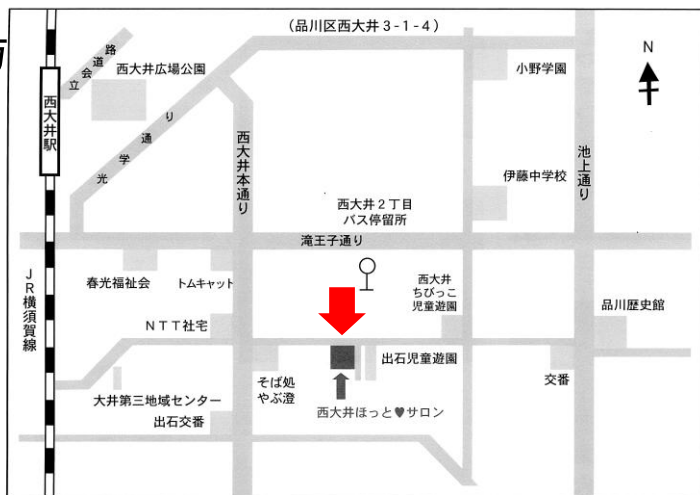 (品川区西大井3-1-4)
N
立会道路
西大井広場公園
小野学園
西大井駅
光学通り
西大井本通り
池上通り
伊藤中学校
西大井2丁目
バス停留所
滝王子通り
JR横須賀線
春光福祉会
トムキャット
西大井
ちびっこ
児童遊園
品川歴史館
NTT社宅
出石児童遊園
そば処
やぶ澄
交番
大井第三地域センター
出石交番
西大井ほっと♥サロン